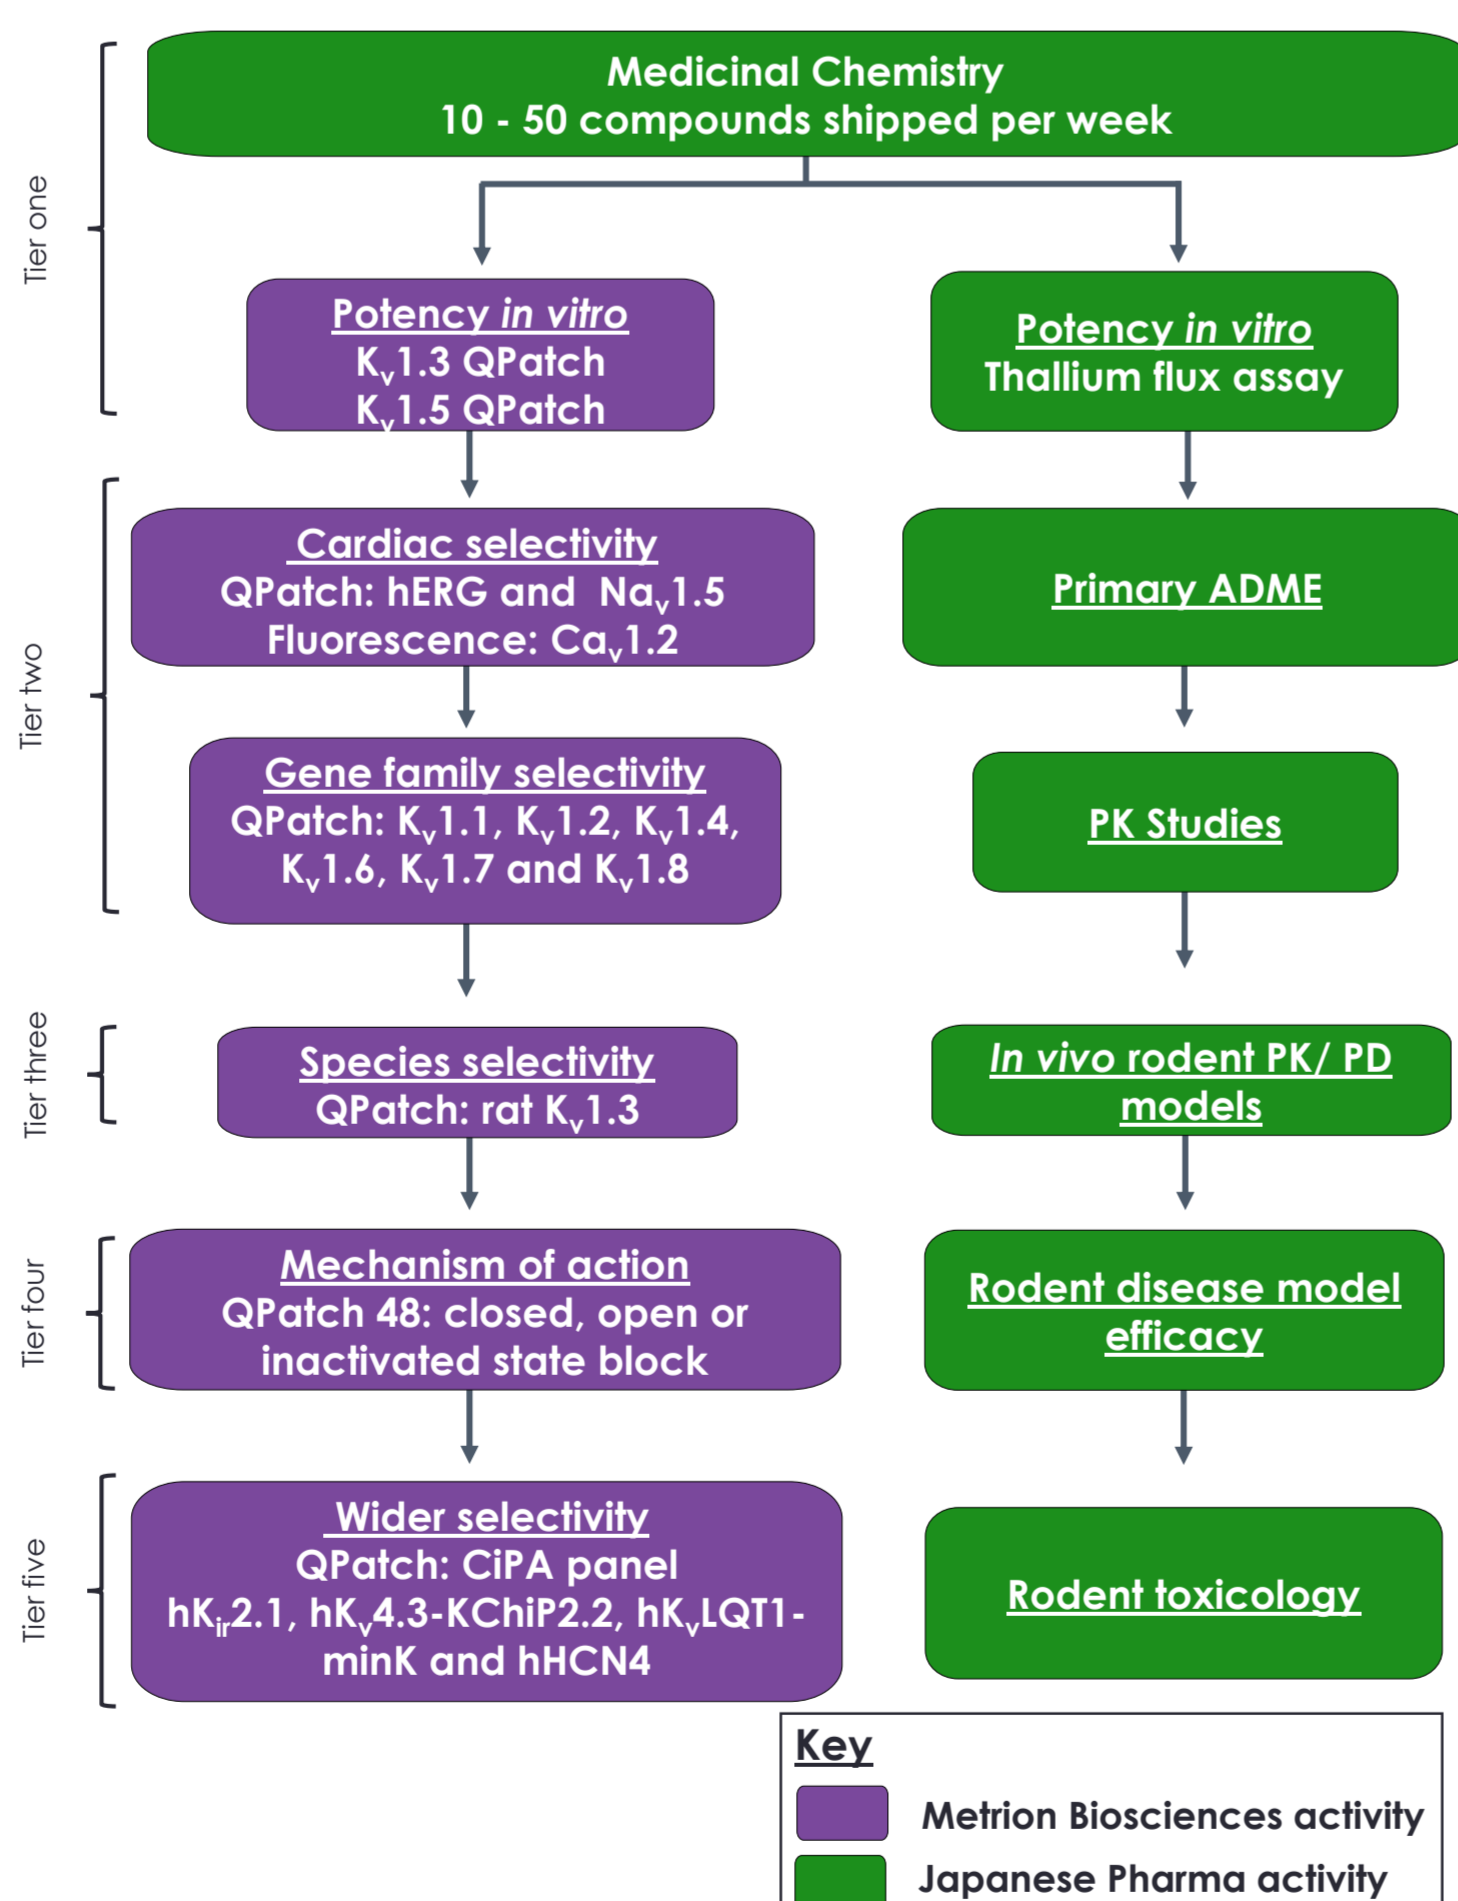 Medicinal Chemistry
10 - 50 compounds shipped per week
Tier one
Potency in vitro
Kv1.3 QPatch
Kv1.5 QPatch
Potency in vitro
Thallium flux assay
Tier two
Cardiac selectivity
QPatch: hERG and Nav1.5
Fluorescence: Cav1.2
Primary ADME
Gene family selectivity
QPatch: Kv1.1, Kv1.2, Kv1.4,
Kv1.6, Kv1.7 and Kv1.8
PK Studies
Tier three
Species selectivity
QPatch: rat Kv1.3
In vivo rodent PK/ PD
models
Tier four
Mechanism of action
QPatch 48: closed, open or
inactivated state block
Rodent disease model
efficacy
Tier five
Wider selectivity
QPatch: CiPA panel
hKir2.1, hKv4.3-KChiP2.2, hKvLQT1-
minK and hHCN4
Rodent toxicology
Key
Metrion Biosciences activity
Japanese Pharma activity